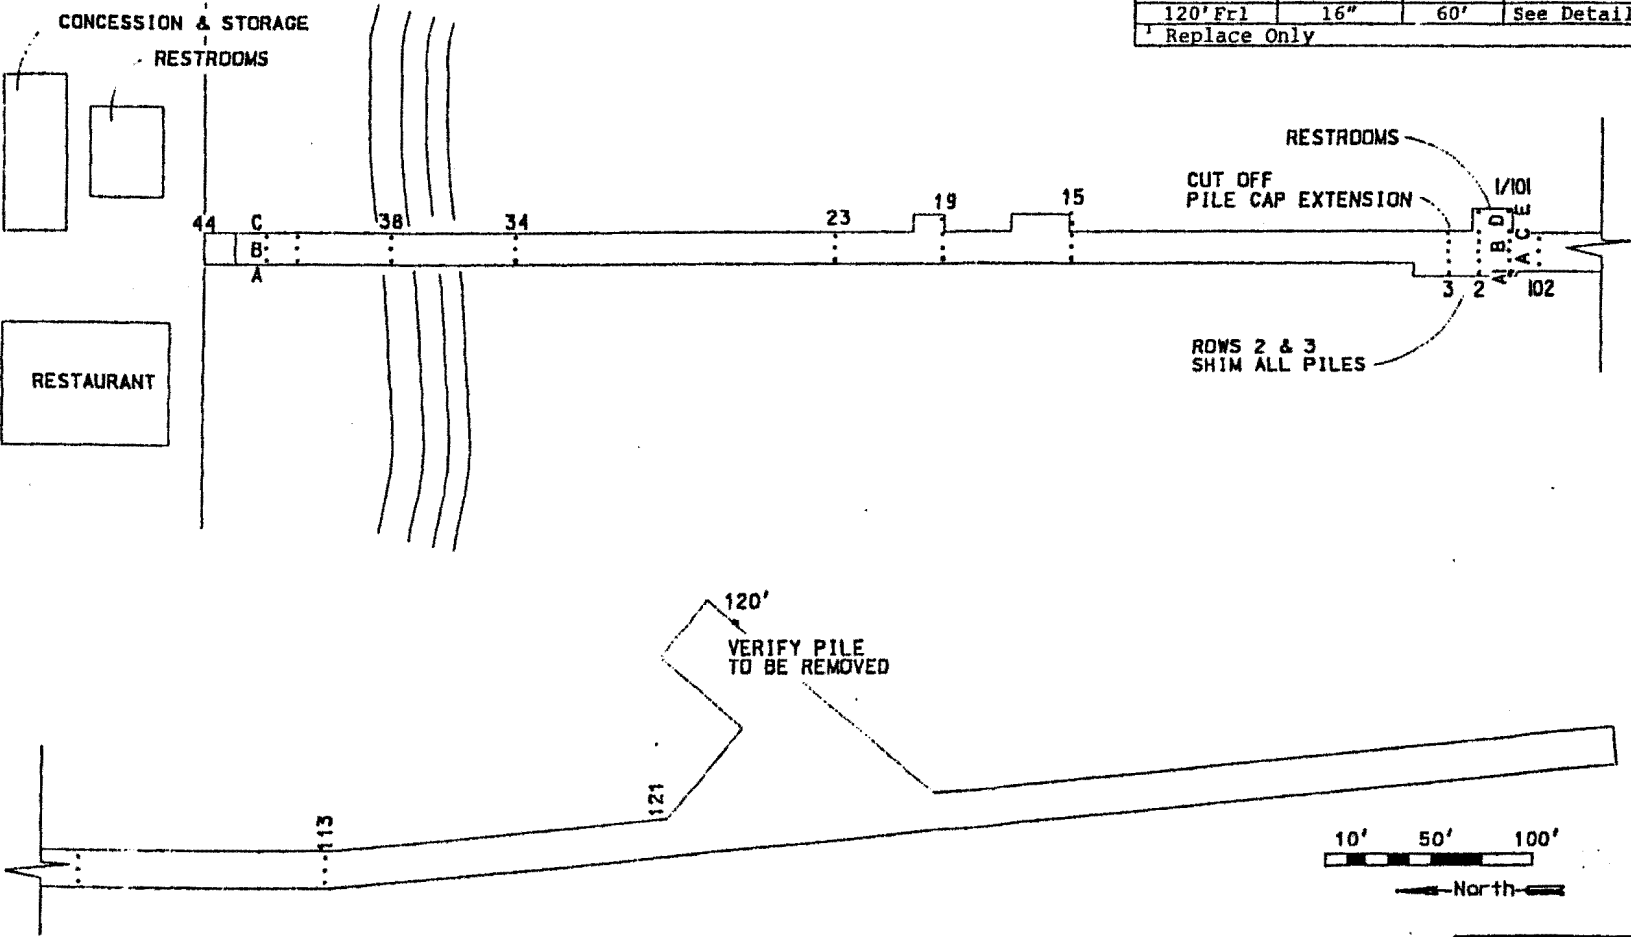 120'Frl 16" 60' See Detail
¹ Replace Only
CONCESSION & STORAGE
RESTROOMS
RESTROOMS
CUT OFF
PILE CAP EXTENSION
1/101
44 C 38 34 23 19 15
B
A
D E
B C
A A
3 2 102
ROWS 2 & 3
SHIM ALL PILES
RESTAURANT
120'
VERIFY PILE
TO BE REMOVED
121
113
10' 50' 100'
North